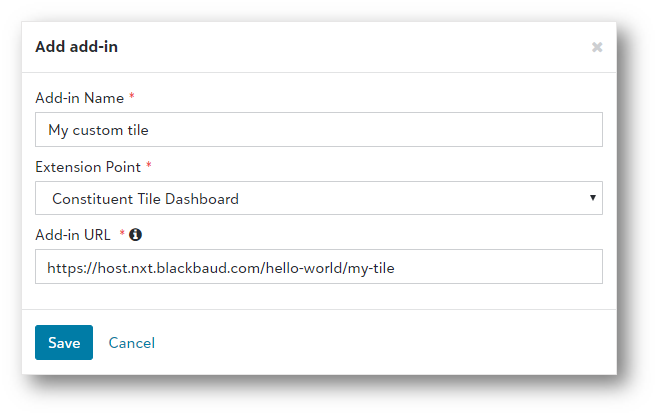 Add add-in
Add-in Name *
My custom tile
Extension Point *
Constituent Tile Dashboard
Add-in URL *
https://host.nxt.blackbaud.com/hello-world/my-tile
Save Cancel